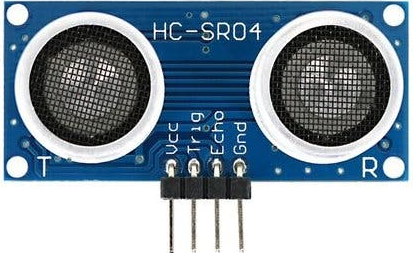 HC-SR04
T
R
Vcc
Trig
Echo
Gnd